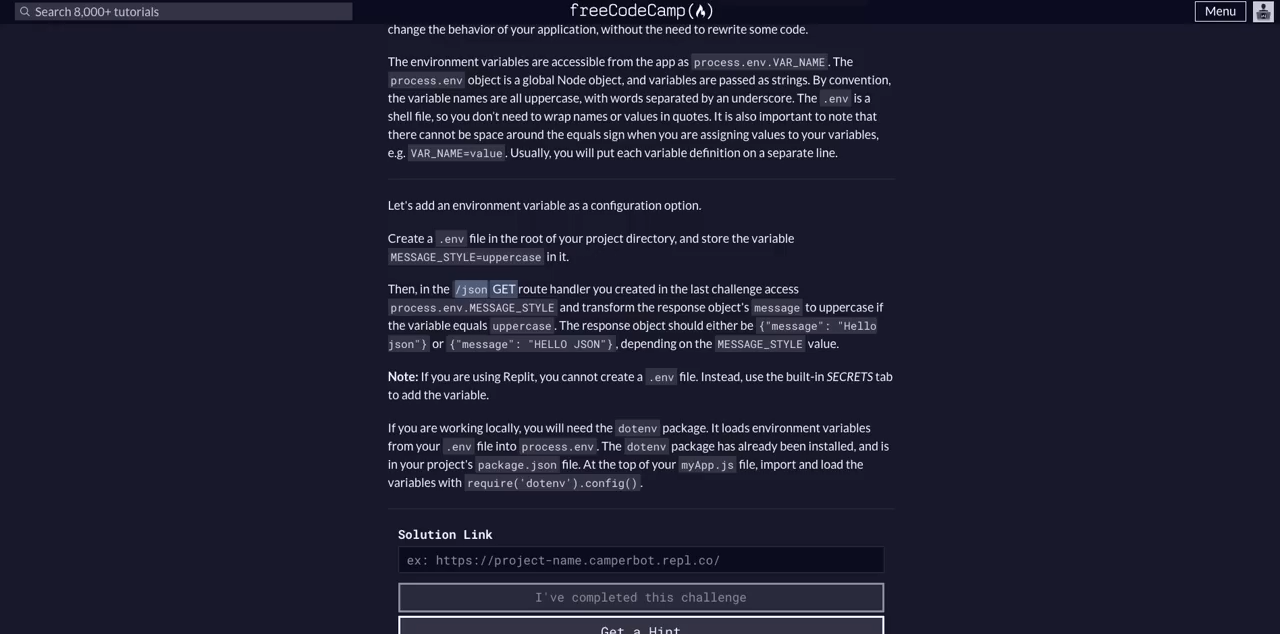 Search 8,000+ tutorials
freeCodeCamp
Menu
change the behavior of your application, without the need to rewrite some code.
The environment variables are accessible from the app as process.env.VAR_NAME. The
process.env object is a global Node object, and variables are passed as strings. By convention,
the variable names are all uppercase, with words separated by an underscore. The .env is a
shell file, so you don't need to wrap names or values in quotes. It is also important to note that
there cannot be space around the equals sign when you are assigning values to your variables,
e.g. VAR_NAME=value. Usually, you will put each variable definition on a separate line.
Let's add an environment variable as a configuration option.
Create a .env file in the root of your project directory, and store the variable
MESSAGE_STYLE=uppercase in it.
Then, in the /json GET route handler you created in the last challenge access
process.env.MESSAGE_STYLE and transform the response object's message to uppercase if
the variable equals uppercase. The response object should either be {"message": "Hello
json"} or {"message": "HELLO JSON"}, depending on the MESSAGE_STYLE value.
Note: If you are using Replit, you cannot create a .env file. Instead, use the built-in SECRETS tab
to add the variable.
If you are working locally, you will need the dotenv package. It loads environment variables
from your .env file into process.env. The dotenv package has already been installed, and is
in your project's package.json file. At the top of your myApp.js file, import and load the
variables with require('dotenv').config().
Solution Link
ex: https://project-name.camperbot.repl.co/
I've completed this challenge
Get a Hint